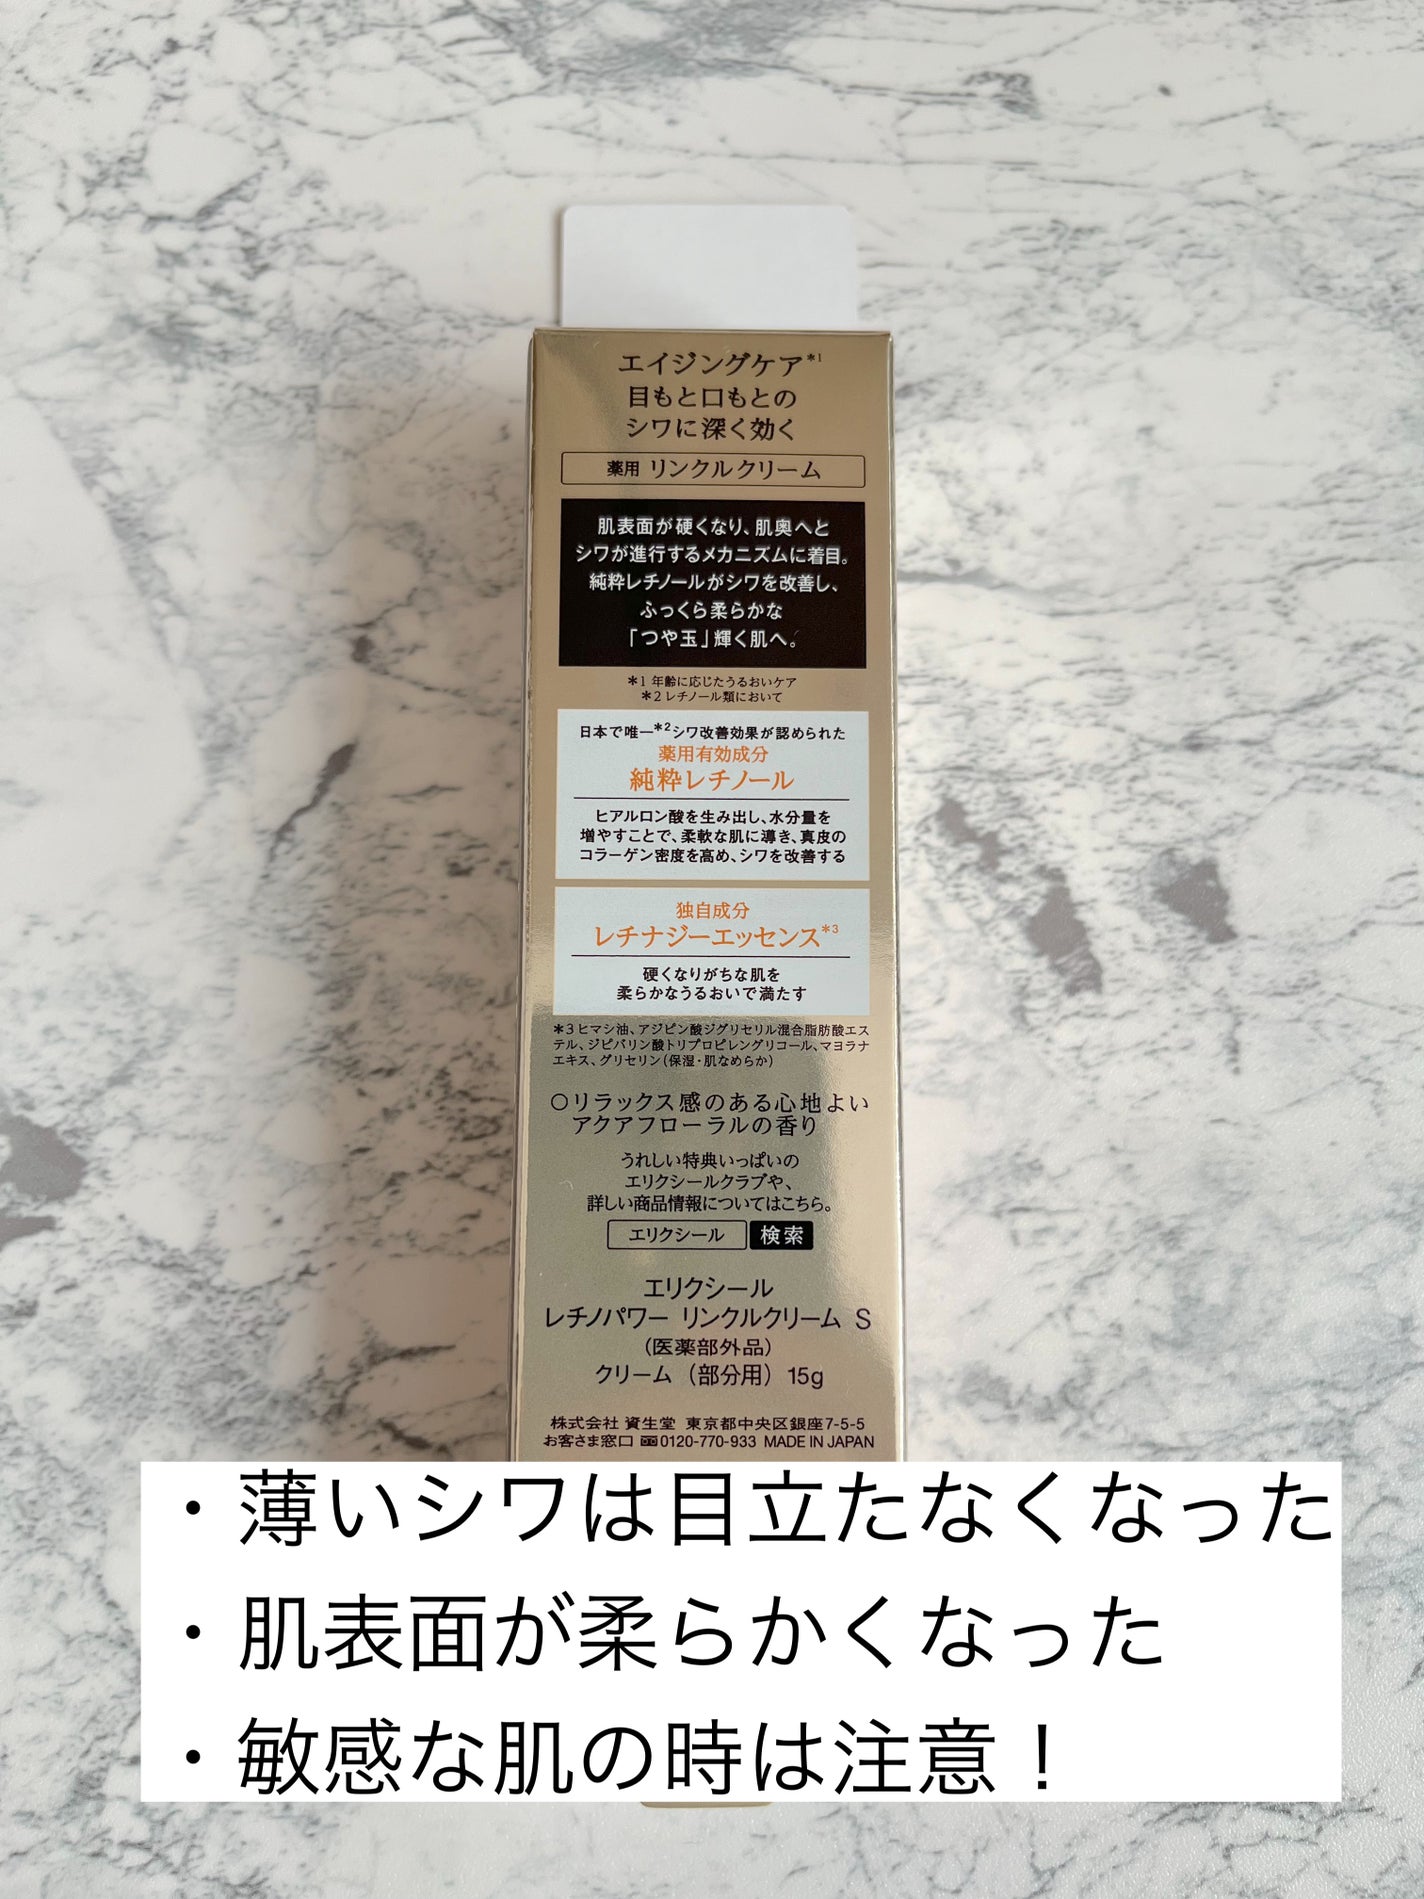 エイジングケア*1
目もと口もとの
シワに深く効く
薬用 リンクルクリーム
肌表面が硬くなり、肌奥へと
シワが進行するメカニズムに着目。
純粋レチノールがシワを改善し、
ふっくら柔らかな
「つや玉」輝く肌へ。
*1 年齢に応じたうるおいケア
*2 レチノール類において
日本で唯一*2シワ改善効果が認められた
薬用有効成分
純粋レチノール
ヒアルロン酸を生み出し、水分量を
増やすことで、柔軟な肌に導き、真皮の
コラーゲン密度を高め、シワを改善する
独自成分
レチナジーエッセンス*3
硬くなりがちな肌を
柔らかなうるおいで満たす
*3 ヒマシ油、アジピン酸ジグリセリル混合脂肪酸エス
テル、ジピバリン酸トリプロピレングリコール、マヨラナ
エキス、グリセリン（保湿・肌なめらか）
○リラックス感のある心地よい
アクアフローラルの香り
うれしい特典いっぱいの
エリクシールクラブや、
詳しい商品情報についてはこちら。
エリクシール 検索
エリクシール
レチノパワー リンクルクリーム S
（医薬部外品）
クリーム（部分用）15g
株式会社 資生堂 東京都中央区銀座7-5-5
お客さま窓口 0120-770-933 MADE IN JAPAN
・薄いシワは目立たなくなった
・肌表面が柔らかくなった
・敏感な肌の時は注意！